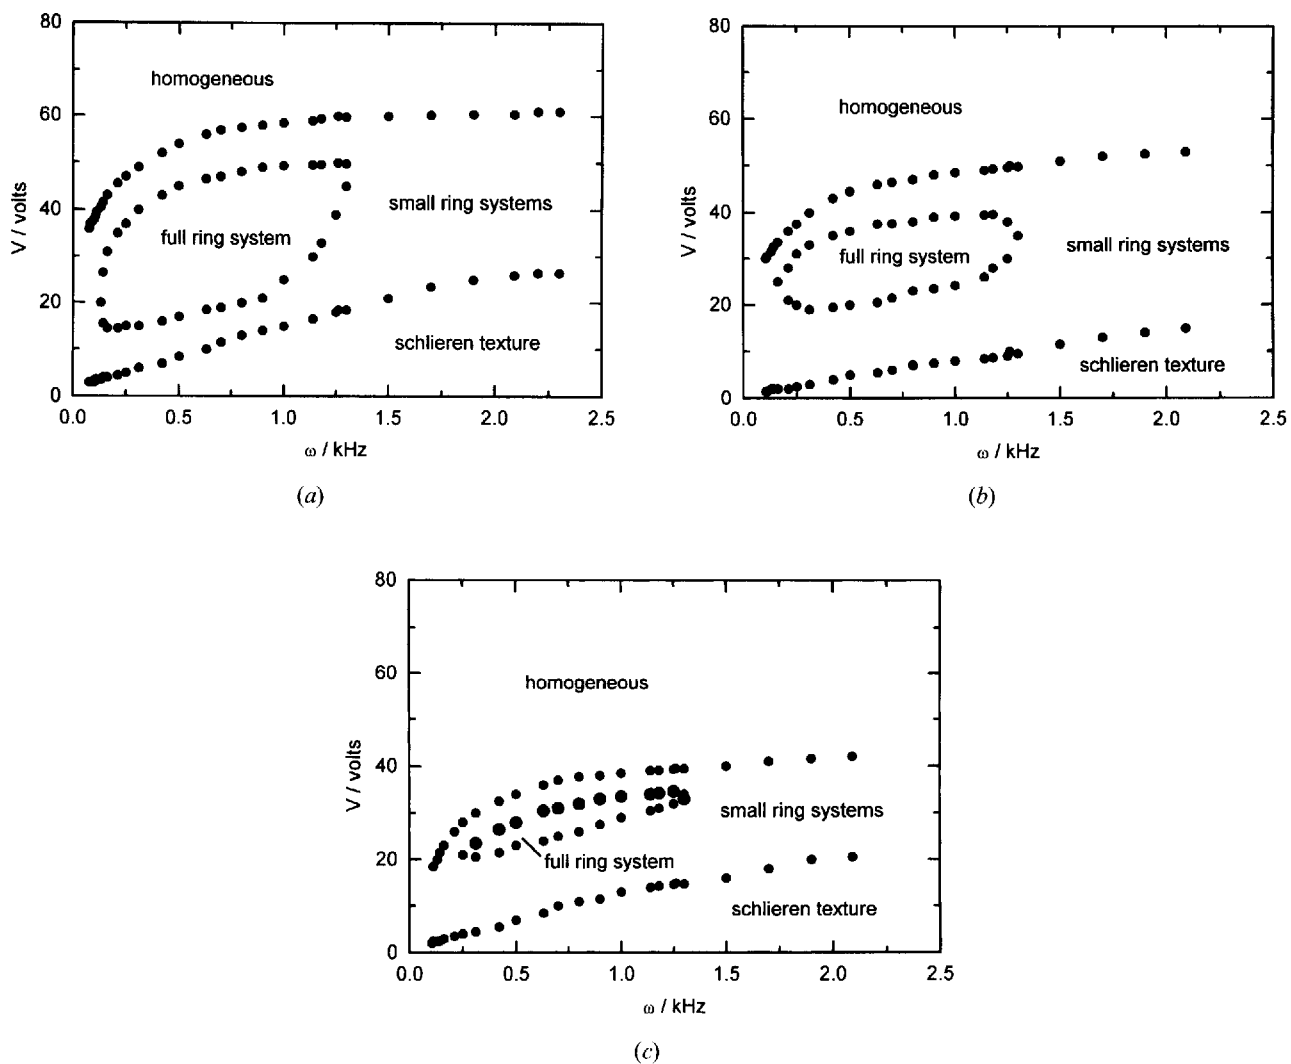 80
60
40
20
0
V / volts
homogeneous
small ring systems
full ring system
schlieren texture
0.0 0.5 1.0 1.5 2.0 2.5
ω / kHz
(a)
80
60
40
20
0
V / volts
homogeneous
full ring system
small ring systems
schlieren texture
0.0 0.5 1.0 1.5 2.0 2.5
ω / kHz
(b)
80
60
40
20
0
V / volts
homogeneous
small ring systems
full ring system
schlieren texture
0.0 0.5 1.0 1.5 2.0 2.5
ω / kHz
(c)